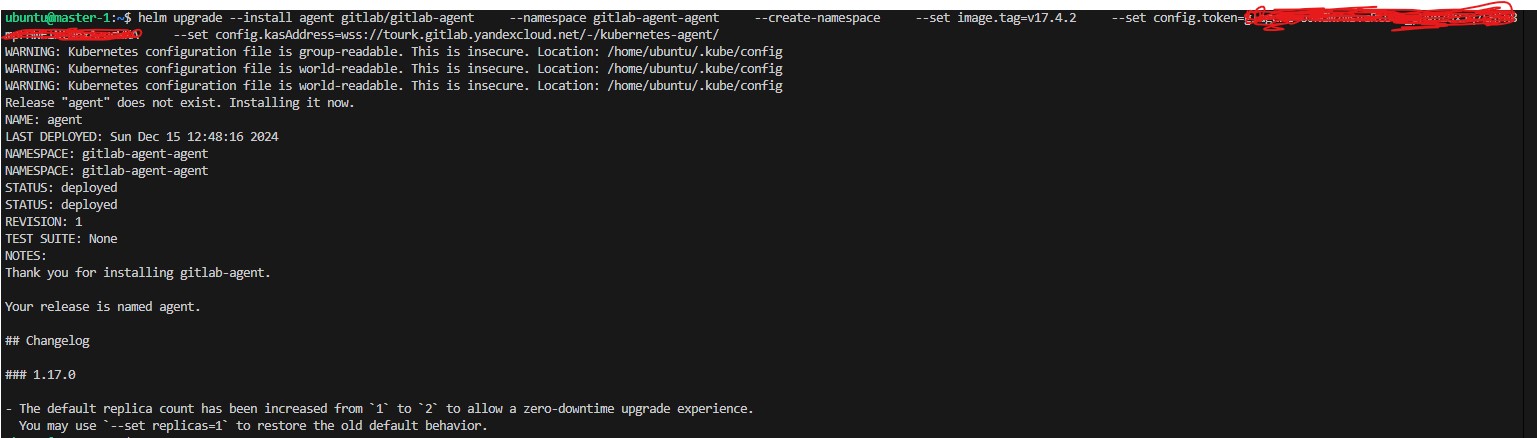 ubuntu@master-1:~$ helm upgrade --install agent gitlab/gitlab-agent     --namespace gitlab-agent-agent     --create-namespace     --set image.tag=v17.4.2     --set config.token=
--set config.kasAddress=wss://tourk.gitlab.yandexcloud.net/-/kubernetes-agent/
WARNING: Kubernetes configuration file is group-readable. This is insecure. Location: /home/ubuntu/.kube/config
WARNING: Kubernetes configuration file is world-readable. This is insecure. Location: /home/ubuntu/.kube/config
WARNING: Kubernetes configuration file is world-readable. This is insecure. Location: /home/ubuntu/.kube/config
Release "agent" does not exist. Installing it now.
NAME: agent
LAST DEPLOYED: Sun Dec 15 12:48:16 2024
NAMESPACE: gitlab-agent-agent
NAMESPACE: gitlab-agent-agent
STATUS: deployed
STATUS: deployed
REVISION: 1
TEST SUITE: None
NOTES:
Thank you for installing gitlab-agent.
Your release is named agent.
## Changelog
### 1.17.0
- The default replica count has been increased from `1` to `2` to allow a zero-downtime upgrade experience.
You may use `--set replicas=1` to restore the old default behavior.